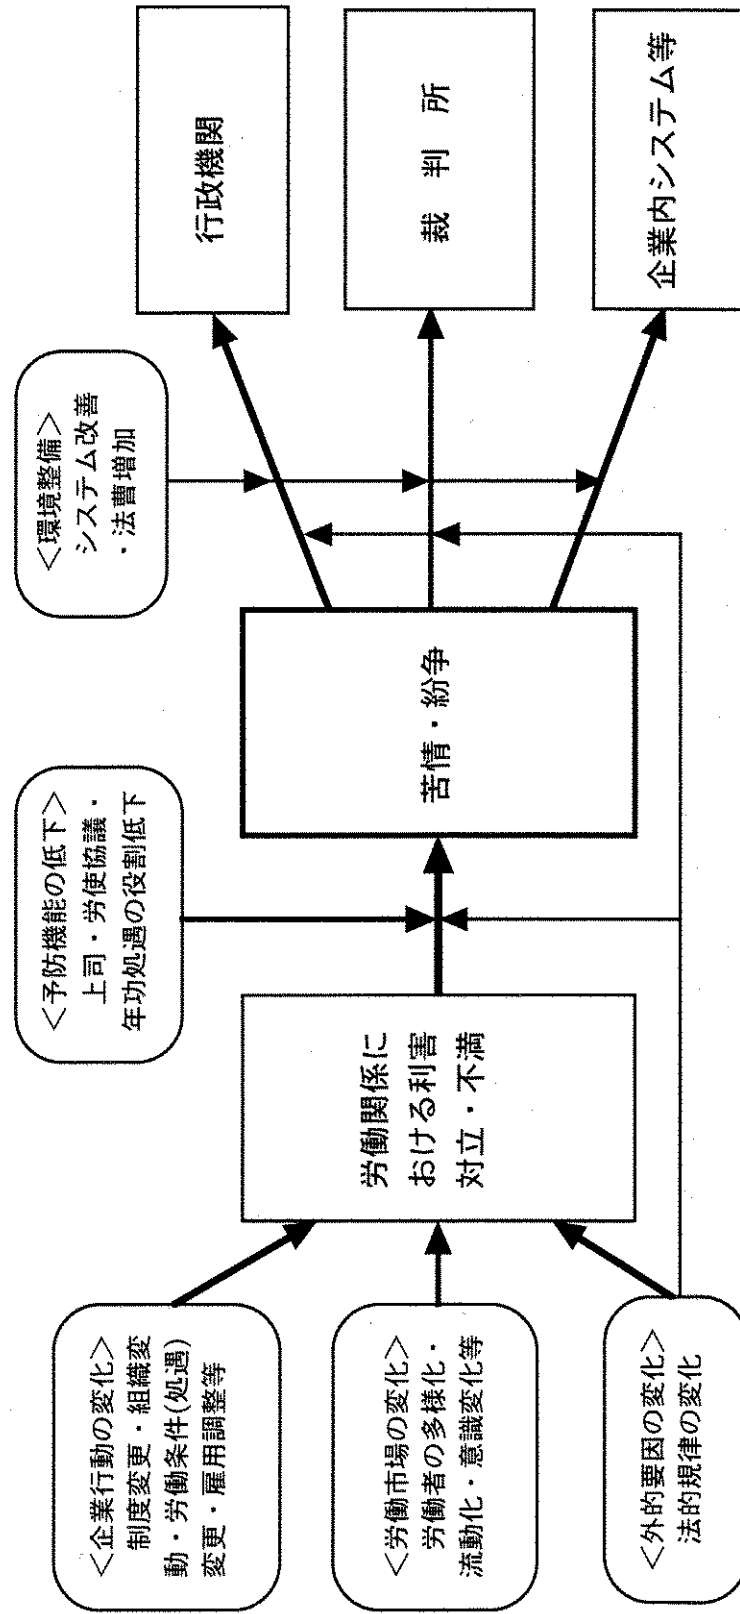 ＜企業行動の変化＞
制度変更・組織変
動・労働条件(処遇)
変更・雇用調整等
＜労働市場の変化＞
労働者の多様化・
流動化・意識変化等
＜外的要因の変化＞
法的規律の変化
労働関係に
おける利害
対立・不満
＜予防機能の低下＞
上司・労使協議・
年功処遇の役割低下
苦情・紛争
＜環境整備＞
システム改善
・法曹増加
行政機関
裁 判 所
企業内システム等